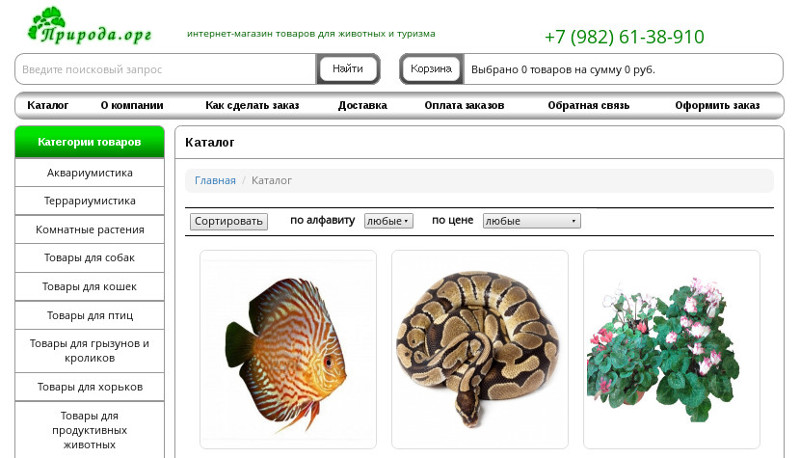 Природа.орг
интернет-магазин товаров для животных и туризма
+7 (982) 61-38-910
Введите поисковый запрос
Найти
Корзина
Выбрано 0 товаров на сумму 0 руб.
Каталог
О компании
Как сделать заказ
Доставка
Оплата заказов
Обратная связь
Оформить заказ
Категории товаров
Аквариумистика
Террариумистика
Комнатные растения
Товары для собак
Товары для кошек
Товары для птиц
Товары для грызунов и
кроликов
Товары для хорьков
Товары для
продуктивных
животных
Каталог
Главная / Каталог
Сортировать
по алфавиту
любые
по цене
любые